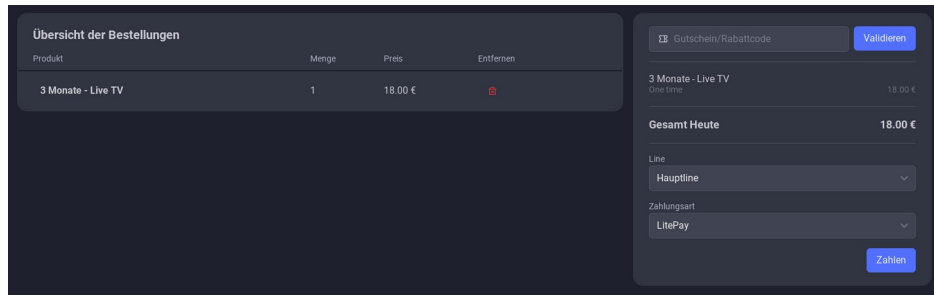 Übersicht der Bestellungen
Produkt Menge Preis Entfernen
3 Monate - Live TV 1 18.00 €
Gutschein/Rabattcode Validieren
3 Monate - Live TV
One time 18.00 €
Gesamt Heute 18.00 €
Line
Hauptline
Zahlungsart
LitePay
Zahlen